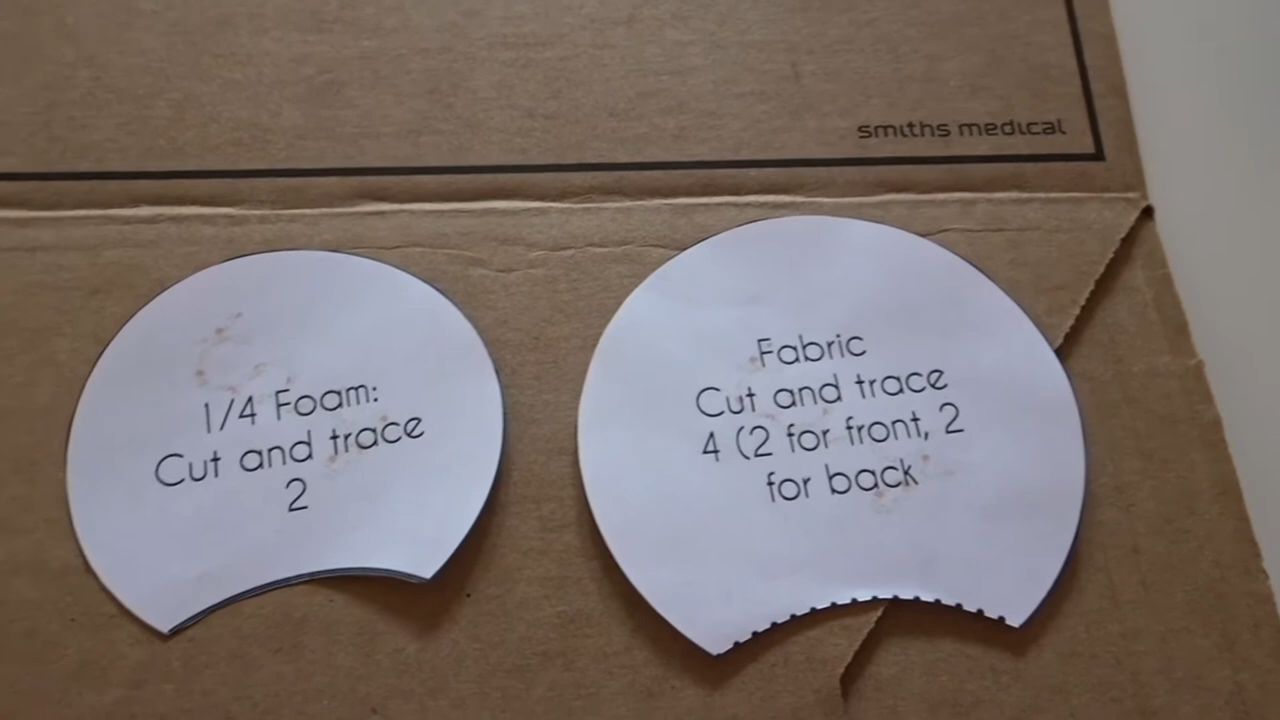 smiths medical
1/4 Foam:
Cut and trace
2
Fabric
Cut and trace
4 (2 for front, 2
for back